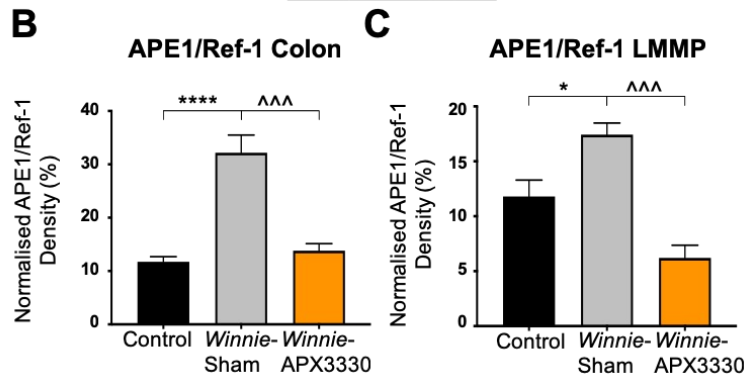 B
APE1/Ref-1 Colon
Normalised APE1/Ref-1
Density (%)
40
30
20
10
0
**** ^^^
Control Winnie- Winnie-
Sham APX3330
C
APE1/Ref-1 LMMP
Normalised APE1/Ref-1
Density (%)
20
15
10
5
0
* ^^^
Control Winnie- Winnie-
Sham APX3330